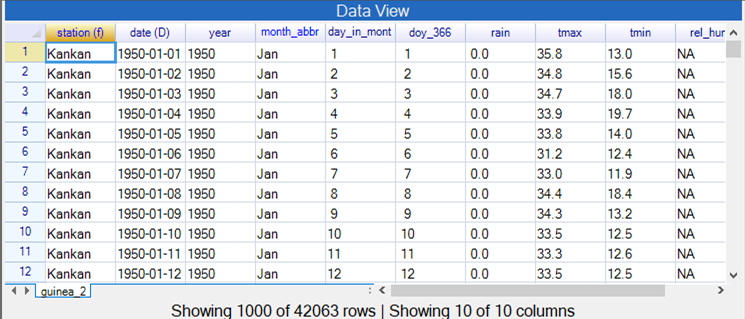 Data View
station (f) date (D) year month_abbr day_in_mont doy_366 rain tmax tmin rel_hur
1 Kankan 1950-01-01 1950 Jan 1 1 0.0 35.8 13.0 NA
2 Kankan 1950-01-02 1950 Jan 2 2 0.0 34.8 15.6 NA
3 Kankan 1950-01-03 1950 Jan 3 3 0.0 34.7 18.0 NA
4 Kankan 1950-01-04 1950 Jan 4 4 0.0 33.9 19.7 NA
5 Kankan 1950-01-05 1950 Jan 5 5 0.0 33.8 14.0 NA
6 Kankan 1950-01-06 1950 Jan 6 6 0.0 31.2 12.4 NA
7 Kankan 1950-01-07 1950 Jan 7 7 0.0 33.0 11.9 NA
8 Kankan 1950-01-08 1950 Jan 8 8 0.0 34.4 18.4 NA
9 Kankan 1950-01-09 1950 Jan 9 9 0.0 34.3 13.2 NA
10 Kankan 1950-01-10 1950 Jan 10 10 0.0 33.5 12.5 NA
11 Kankan 1950-01-11 1950 Jan 11 11 0.0 33.3 12.6 NA
12 Kankan 1950-01-12 1950 Jan 12 12 0.0 33.5 12.5 NA
guinea_2
Showing 1000 of 42063 rows | Showing 10 of 10 columns